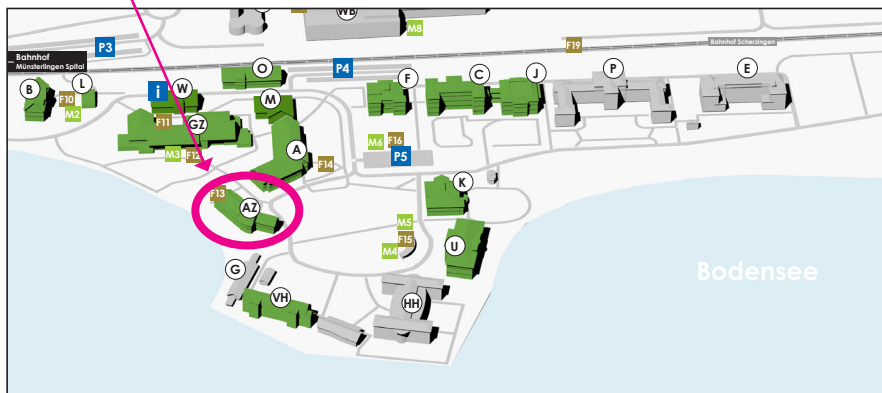 WB
M8
P3
F19
Bahnhof
Münsterlingen Spital
Bahnhof Scherzingen
O
P4
P
E
F
C
J
B
L
i
W
F10
M2
M
GZ
F11
M6
F16
M3
F12
A
F14
P5
F13
AZ
K
M5
F15
M4
U
G
VH
HH
Bodensee